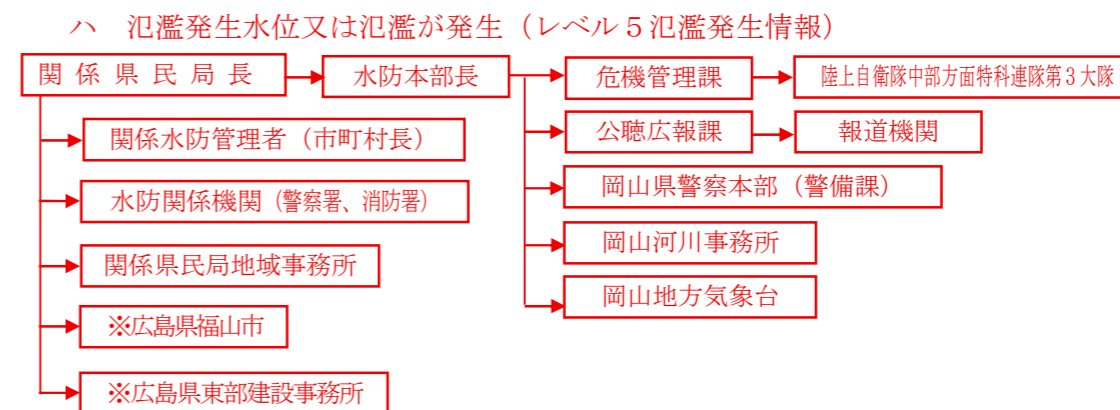 ハ 氾濫発生水位又は氾濫が発生（レベル５氾濫発生情報）
関係県民局長
水防本部長
危機管理課
陸上自衛隊中部方面特科連隊第３大隊
関係水防管理者（市町村長）
公聴広報課
報道機関
水防関係機関（警察署、消防署）
岡山県警察本部（警備課）
関係県民局地域事務所
岡山河川事務所
※広島県福山市
岡山地方気象台
※広島県東部建設事務所